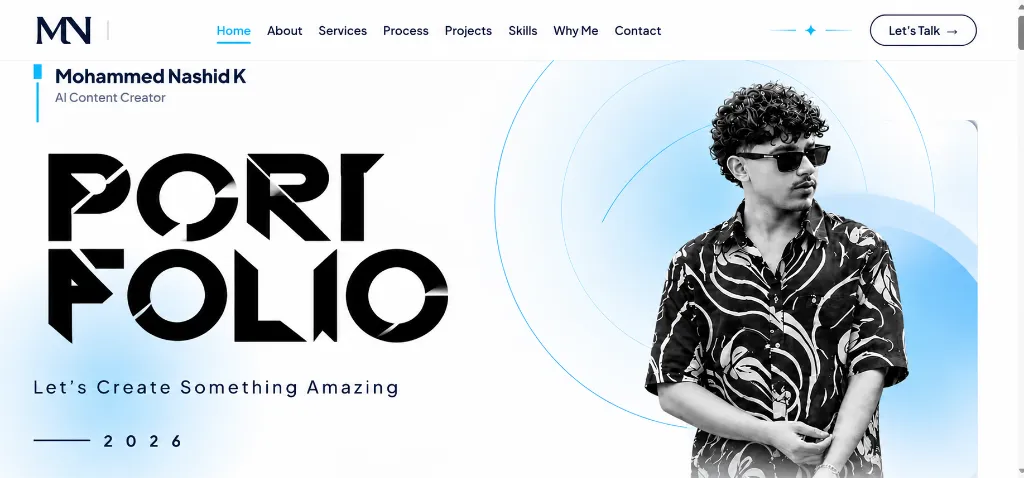 MN
Home About Services Process Projects Skills Why Me Contact
Let's Talk →
Mohammed Nashid K
AI Content Creator
PORT
FOLIO
Let's Create Something Amazing
2026